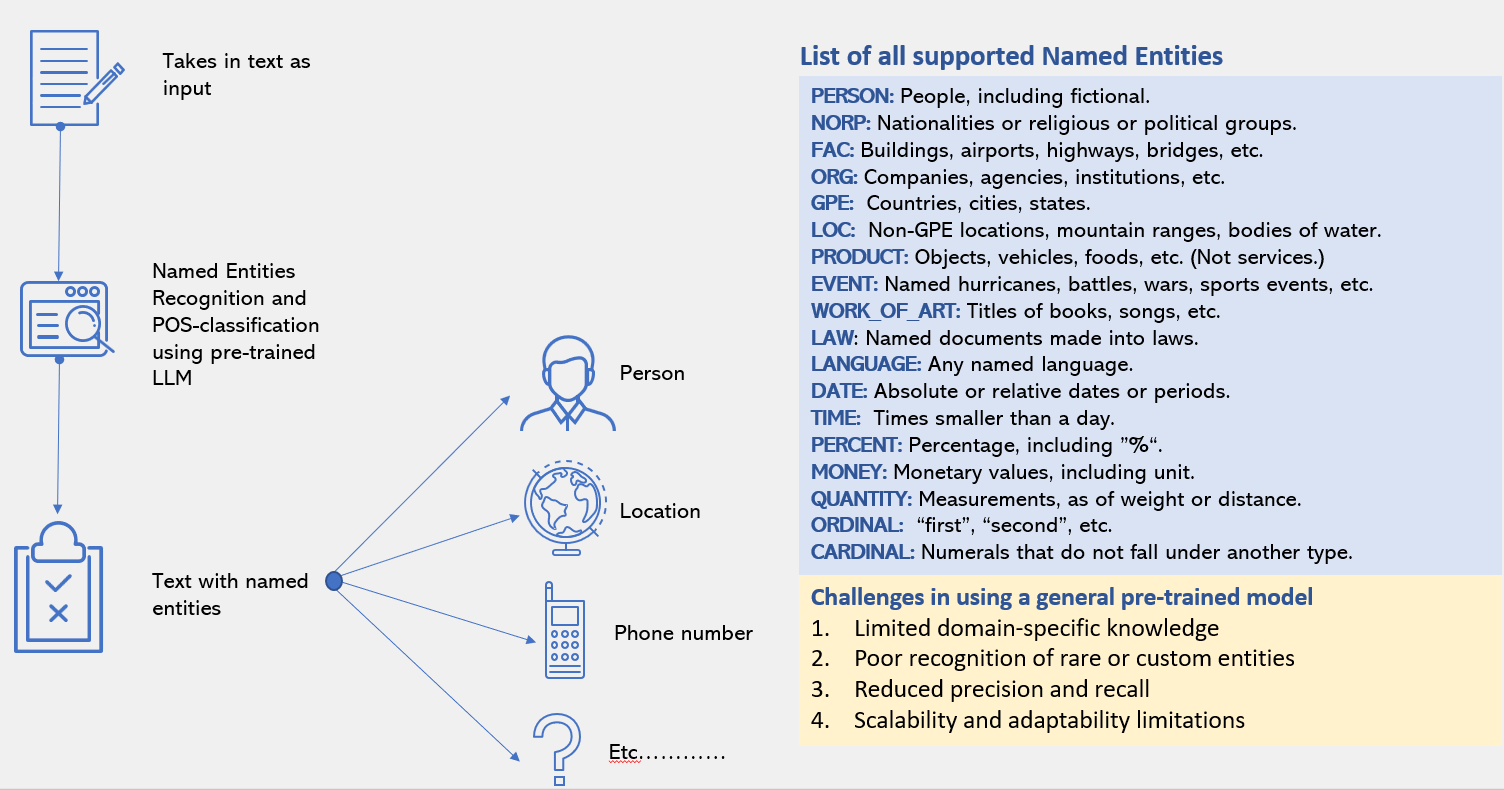 Takes in text as
input
Named Entities
Recognition and
POS-classification
using pre-trained
LLM
Text with named
entities
Person
Location
Phone number
Etc............
List of all supported Named Entities
PERSON: People, including fictional.
NORP: Nationalities or religious or political groups.
FAC: Buildings, airports, highways, bridges, etc.
ORG: Companies, agencies, institutions, etc.
GPE: Countries, cities, states.
LOC: Non-GPE locations, mountain ranges, bodies of water.
PRODUCT: Objects, vehicles, foods, etc. (Not services.)
EVENT: Named hurricanes, battles, wars, sports events, etc.
WORK_OF_ART: Titles of books, songs, etc.
LAW: Named documents made into laws.
LANGUAGE: Any named language.
DATE: Absolute or relative dates or periods.
TIME: Times smaller than a day.
PERCENT: Percentage, including ”%“.
MONEY: Monetary values, including unit.
QUANTITY: Measurements, as of weight or distance.
ORDINAL: “first”, “second”, etc.
CARDINAL: Numerals that do not fall under another type.
Challenges in using a general pre-trained model
1. Limited domain-specific knowledge
2. Poor recognition of rare or custom entities
3. Reduced precision and recall
4. Scalability and adaptability limitations